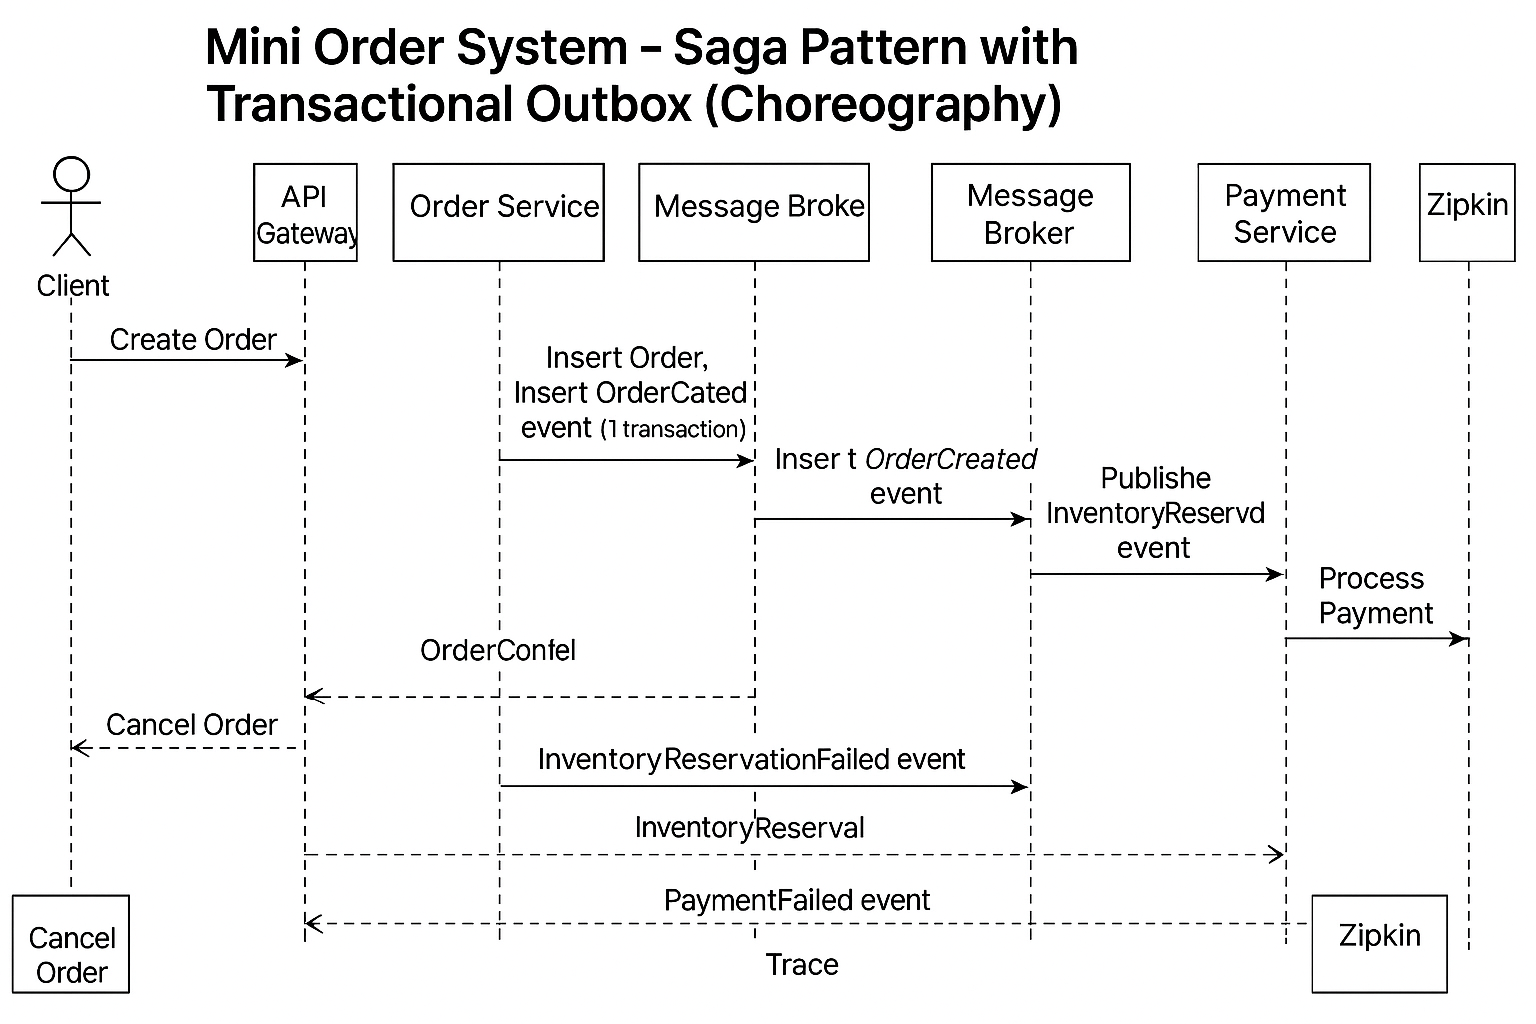 Mini Order System – Saga Pattern with
Transactional Outbox (Choreography)
Client
API
Gateway
Order Service
Message Broke
Message
Broker
Payment
Service
Zipkin
Create Order
Insert Order,
Insert OrderCated
event (1 transaction)
Inser t OrderCreated
event
Publishe
InventoryReservd
event
Process
Payment
OrderConfel
Cancel Order
InventoryReservationFailed event
InventoryReserval
PaymentFailed event
Cancel
Order
Trace
Zipkin